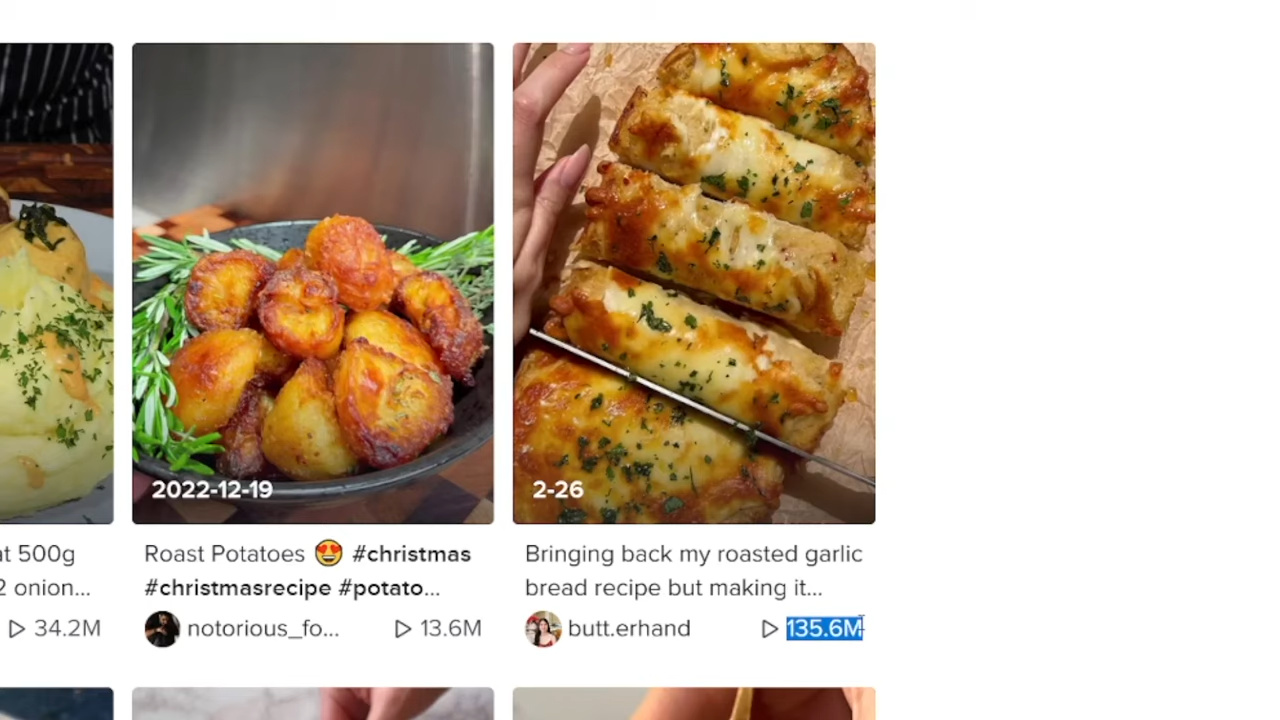 at 500g
2 onion...
34.2M
2022-12-19
Roast Potatoes 😍 #christmas
#christmasrecipe #potato...
notorious_fo...
13.6M
2-26
Bringing back my roasted garlic
bread recipe but making it...
butt.erhand
135.6M